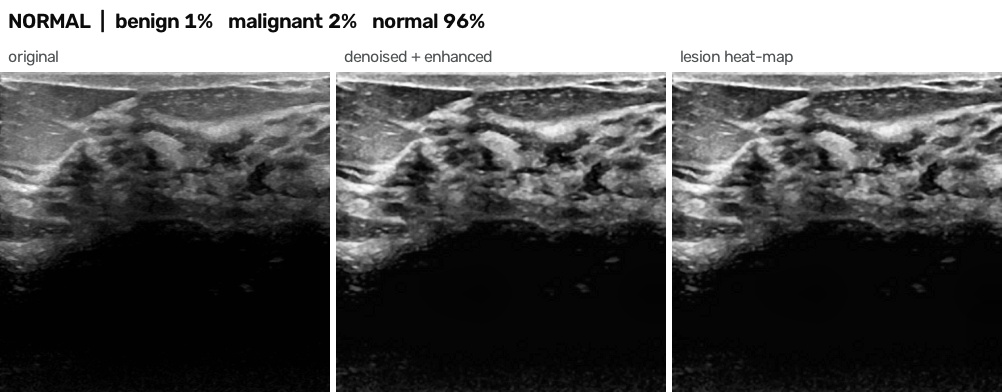 NORMAL | benign 1% malignant 2% normal 96%
original
denoised + enhanced
lesion heat-map